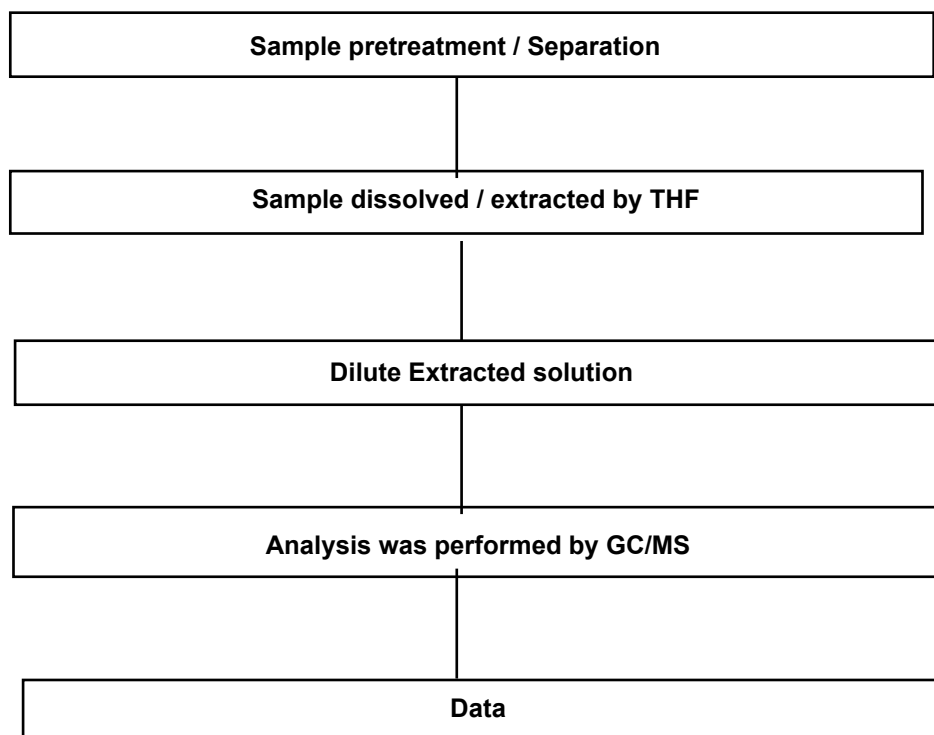 Sample pretreatment / Separation
Sample dissolved / extracted by THF
Dilute Extracted solution
Analysis was performed by GC/MS
Data